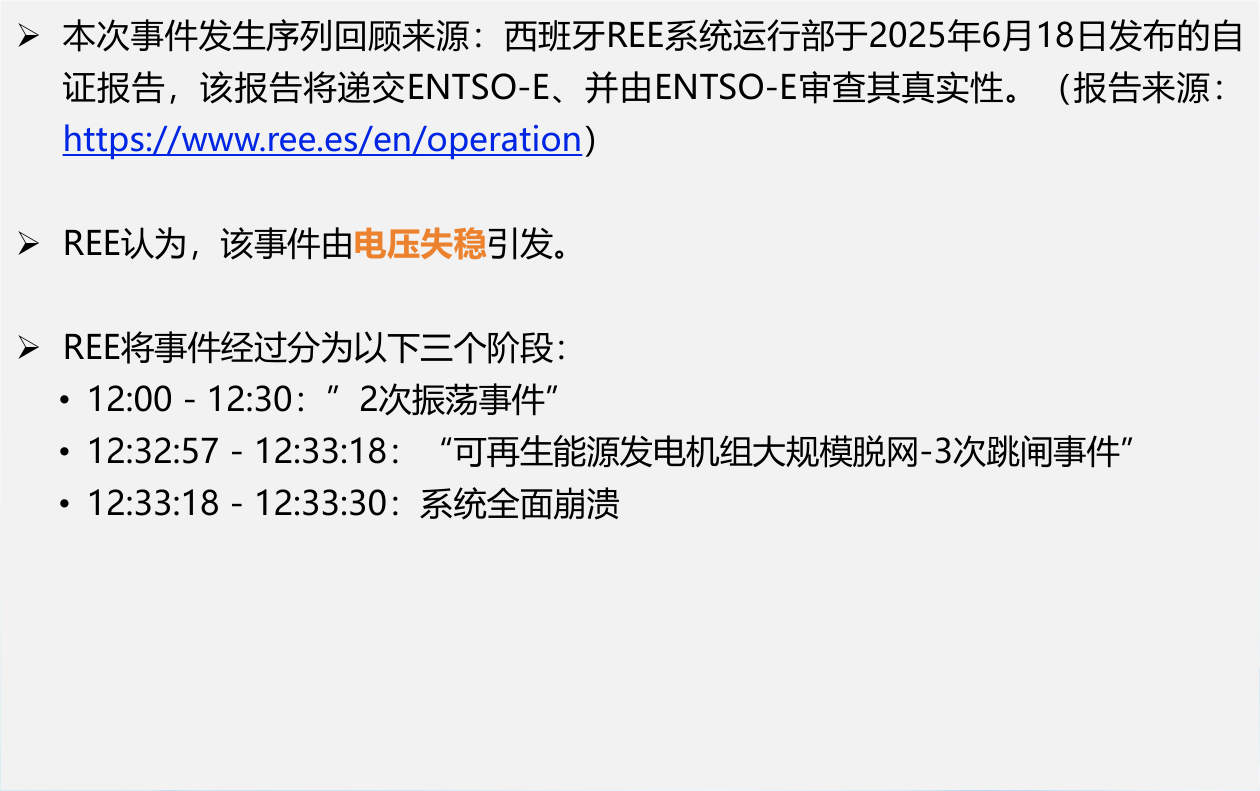 ➢ 本次事件发生序列回顾来源：西班牙REE系统运行部于2025年6月18日发布的自
证报告，该报告将递交ENTSO-E、并由ENTSO-E审查其真实性。（报告来源：
https://www.ree.es/en/operation）
➢ REE认为，该事件由电压失稳引发。
➢ REE将事件经过分为以下三个阶段：
• 12:00 - 12:30：”2次振荡事件”
• 12:32:57 - 12:33:18：“可再生能源发电机组大规模脱网-3次跳闸事件”
• 12:33:18 - 12:33:30：系统全面崩溃